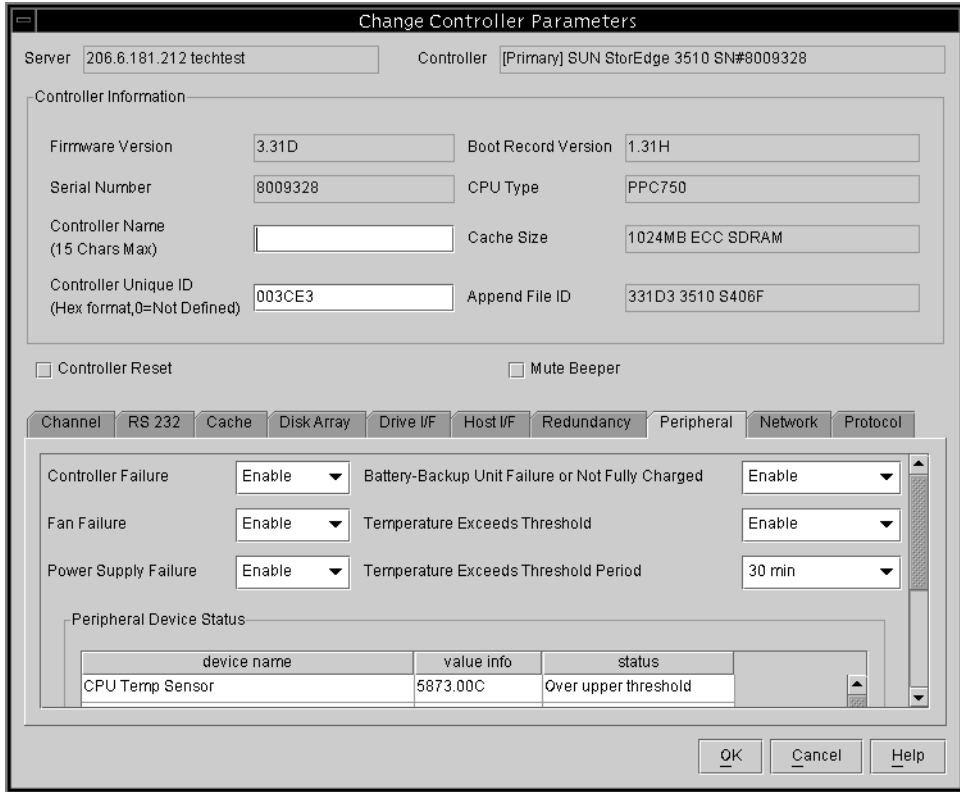 Change Controller Parameters
Server 206.6.181.212 techtest Controller [Primary] SUN StorEdge 3510 SN#8009328
Controller Information
Firmware Version 3.31D Boot Record Version 1.31H
Serial Number 8009328 CPU Type PPC750
Controller Name
(15 Chars Max)
Cache Size 1024MB ECC SDRAM
Controller Unique ID
(Hex format,0=Not Defined)
003CE3 Append File ID 331D3 3510 S406F
Controller Reset Mute Beeper
Channel RS 232 Cache Disk Array Drive I/F Host I/F Redundancy Peripheral Network Protocol
Controller Failure Enable Battery-Backup Unit Failure or Not Fully Charged Enable
Fan Failure Enable Temperature Exceeds Threshold Enable
Power Supply Failure Enable Temperature Exceeds Threshold Period 30 min
Peripheral Device Status
device name value info status
CPU Temp Sensor 5873.00C Over upper threshold
OK Cancel Help